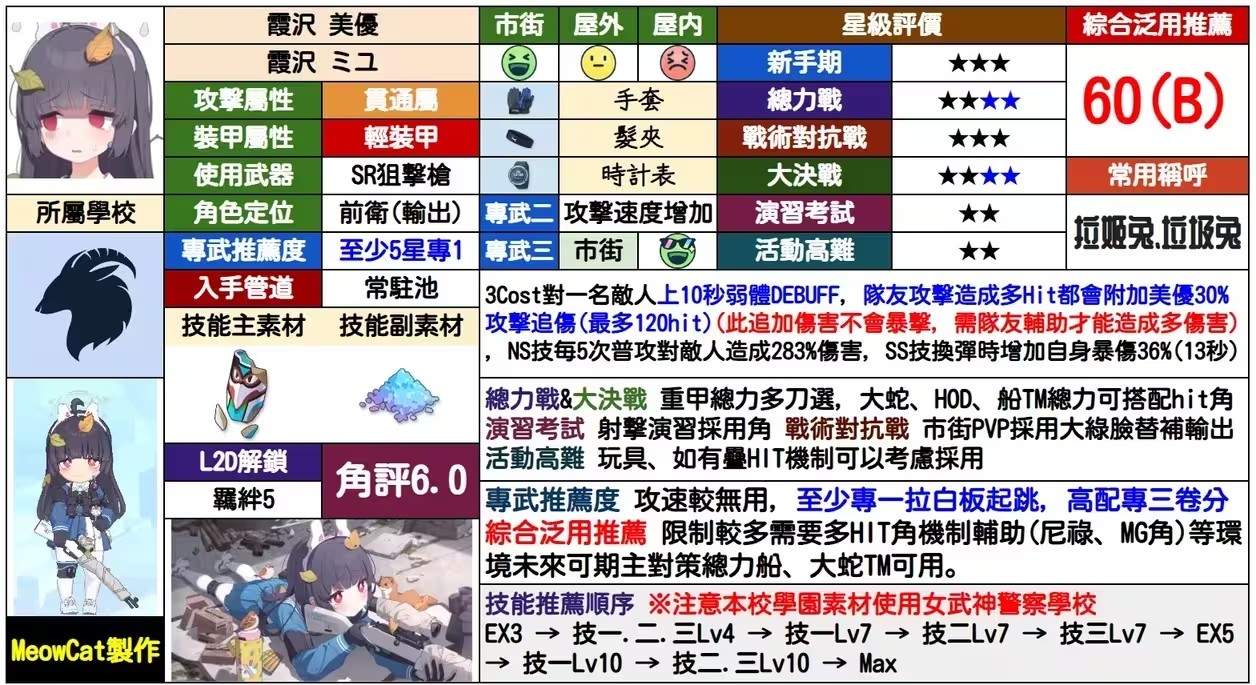 霞沢 美優
霞沢 ミユ
攻擊屬性 貫通屬
裝甲屬性 輕裝甲
使用武器 SR狙擊槍
所屬學校
角色定位 前衛(輸出)
專武推薦度 至少5星專1
入手管道 常駐池
技能主素材 技能副素材
L2D解鎖
羈絆5
角評6.0
MeowCat製作
市街 屋外 屋内
手套
髮夾
時計表
專武二 攻擊速度增加
專武三 市街
星級評價
新手期 ★★★
總力戰 ★★★★
戰術對抗戰 ★★★
大決戰 ★★★★
演習考試 ★★
活動高難 ★★
綜合泛用推薦
60(B)
常用稱呼
垃姬兔.垃圾兔
3Cost對一名敵人上10秒弱體DEBUFF, 隊友攻擊造成多Hit都會附加美優30%
攻擊追傷(最多120hit)(此追加傷害不會暴擊, 需隊友輔助才能造成多傷害)
, NS技每5次普攻對敵人造成283%傷害, SS技換彈時增加自身暴傷36%(13秒)
總力戰&大決戰 重甲總力多刀選, 大蛇、HOD、船TM總力可搭配hit角
演習考試 射擊演習採用角 戰術對抗戰 市街PVP採用大綠臉替補輸出
活動高難 玩具、如有疊HIT機制可以考慮採用
專武推薦度 攻速較無用, 至少專一拉白板起跳, 高配專三卷分
綜合泛用推薦 限制較多需要多HIT角機制輔助(尼祿、MG角)等環
境未來可期主對策總力船、大蛇TM可用。
技能推薦順序 ※注意本校學園素材使用女武神警察學校
EX3 → 技一.二.三Lv4 → 技一Lv7 → 技二Lv7 → 技三Lv7 → EX5
→ 技一Lv10 → 技二.三Lv10 → Max